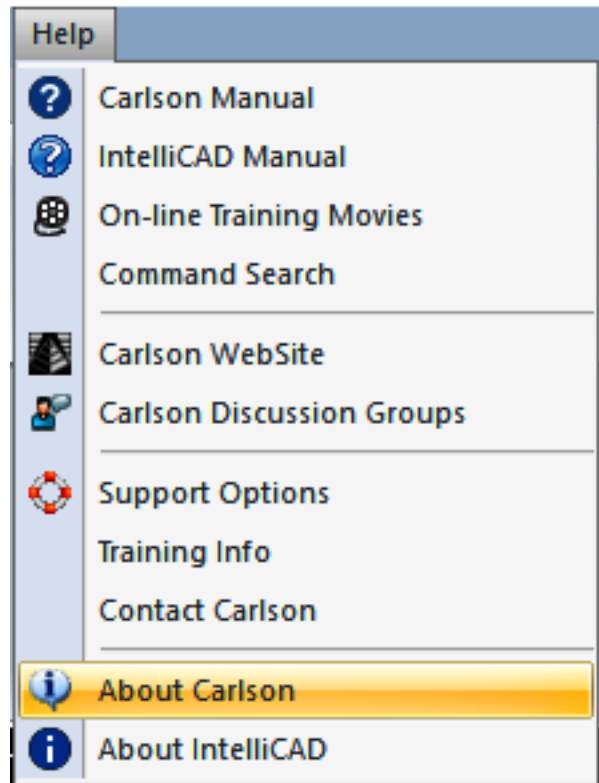 Help
Carlson Manual
IntelliCAD Manual
On-line Training Movies
Command Search
Carlson WebSite
Carlson Discussion Groups
Support Options
Training Info
Contact Carlson
About Carlson
About IntelliCAD